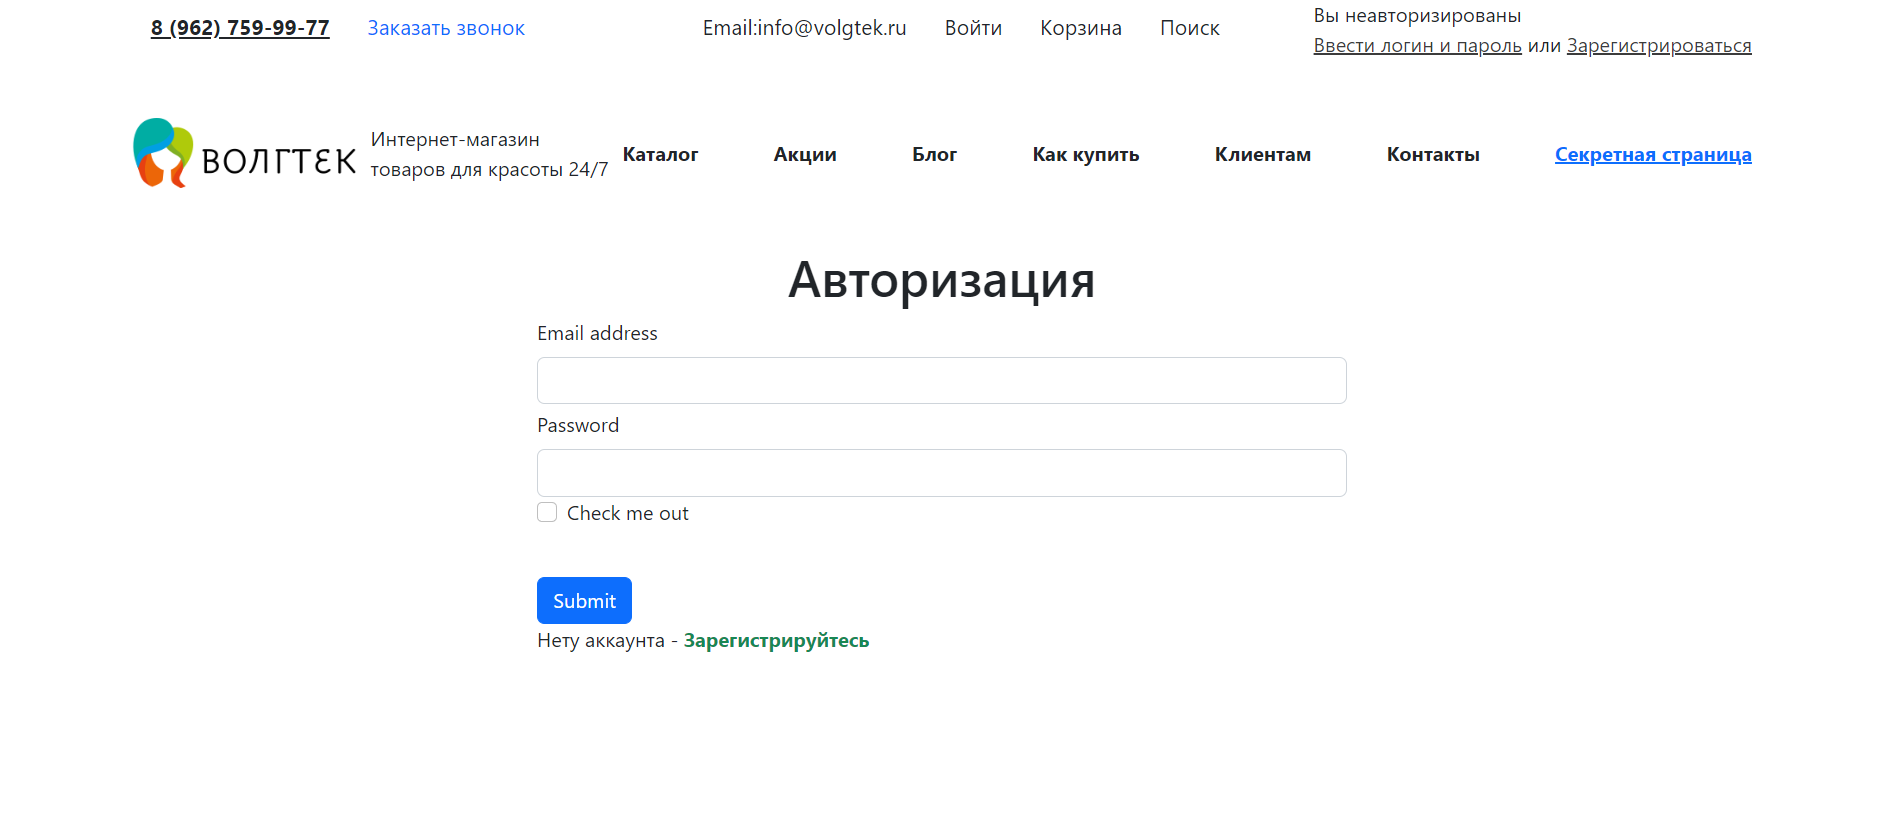 8 (962) 759-99-77 Заказать звонок Email:info@volgtek.ru Войти Корзина Поиск Вы неавторизированы
Ввести логин и пароль или Зарегистрироваться
ВОЛГТЕК Интернет-магазин
товаров для красоты 24/7 Каталог Акции Блог Как купить Клиентам Контакты Секретная страница
Авторизация
Email address
Password
Check me out
Submit
Нету аккаунта - Зарегистрируйтесь